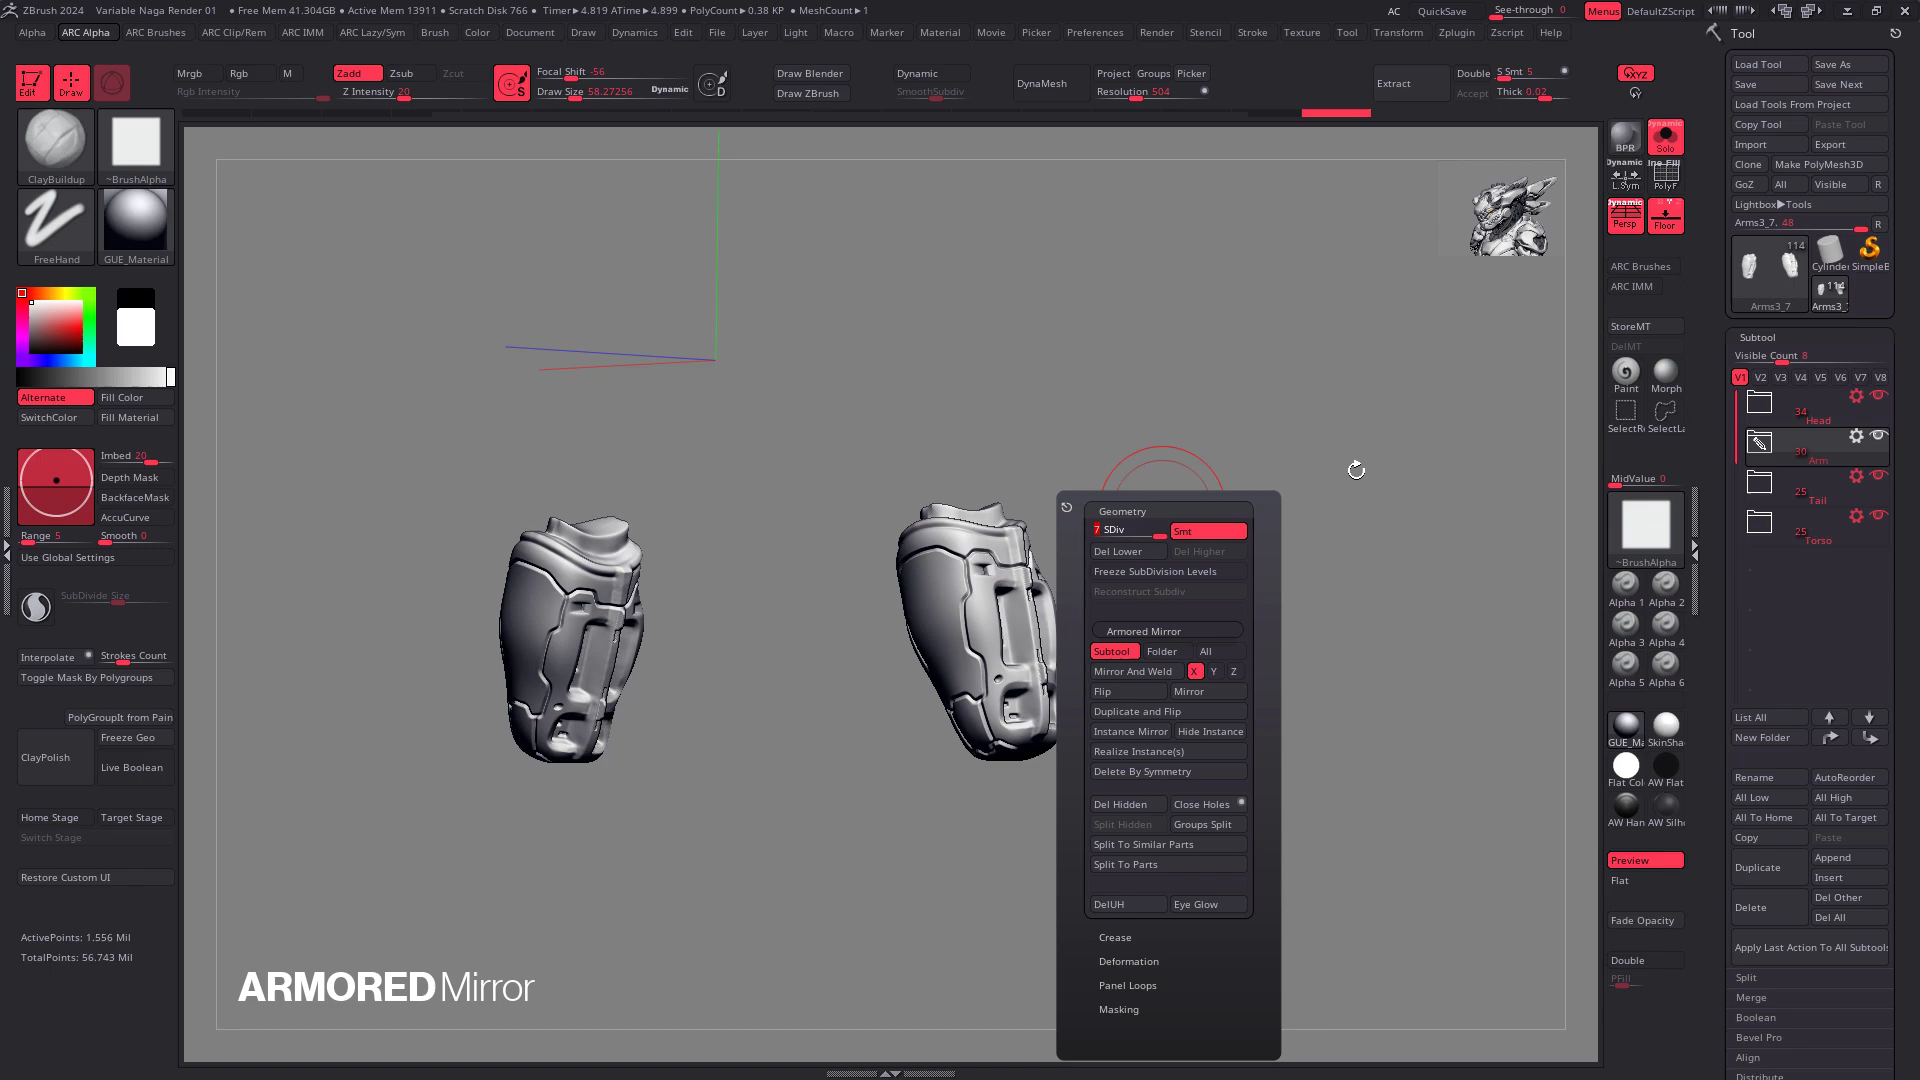 ZBrush 2024 Variable Naga Render 01 • Free Mem 41.304GB • Active Mem 13911 • Scratch Disk 766 • Timer▶4.819 ATime▶4.899 • PolyCount▶0.38 KP • MeshCount▶1 AC QuickSave See-through 0 Menus DefaultZScript
Alpha ARC Alpha ARC Brushes ARC Clip/Rem ARC IMM ARC Lazy/Sym Brush Color Document Draw Dynamics Edit File Layer Light Macro Marker Material Movie Picker Preferences Render Stencil Stroke Texture Tool Transform Zplugin Zscript Help
Edit Draw
Mrgb Rgb M
Rgb Intensity
Zadd Zsub Zcut
Z Intensity 20
S
Focal Shift -56
Draw Size 58.27256 Dynamic
D
Draw Blender
Draw ZBrush
Dynamic
SmoothSubdiv
DynaMesh
Project Groups Picker
Resolution 504
Extract
Double S Smt 5
Accept Thick 0.02
XYZ
Y
ClayBuildup ~BrushAlpha
FreeHand GUE_Material
Alternate Fill Color
SwitchColor Fill Material
Imbed 20
Depth Mask
BackfaceMask
AccuCurve
Range 5 Smooth 0
Use Global Settings
SubDivide Size
Interpolate Strokes Count
Toggle Mask By Polygroups
PolyGroupIt from Pain
ClayPolish
Freeze Geo
Live Boolean
Home Stage Target Stage
Switch Stage
Restore Custom UI
ActivePoints: 1.556 Mil
TotalPoints: 56.743 Mil
ARMORED Mirror
Geometry
7 SDiv Smt
Del Lower Del Higher
Freeze SubDivision Levels
Reconstruct Subdiv
Armored Mirror
Subtool Folder All
Mirror And Weld X Y Z
Flip Mirror
Duplicate and Flip
Instance Mirror Hide Instance
Realize Instance(s)
Delete By Symmetry
Del Hidden Close Holes
Split Hidden Groups Split
Split To Similar Parts
Split To Parts
DelUH Eye Glow
Crease
Deformation
Panel Loops
Masking
BPR Dynamic Solo
Dynamic
L.Sym PolyF
Dynamic
Persp Floor
ARC Brushes
ARC IMM
StoreMT
DelMT
Paint Morph
SelectRe SelectLa
MidValue 0
~BrushAlpha
Alpha 1 Alpha 2
Alpha 3 Alpha 4
Alpha 5 Alpha 6
GUE_Ma SkinSha
Flat Col AW Flat
AW Han AW Silh
Preview
Flat
Fade Opacity
Double
PFill
Tool
Load Tool Save As
Save Save Next
Load Tools From Project
Copy Tool Paste Tool
Import Export
Clone Make PolyMesh3D
GoZ All Visible R
Lightbox▶Tools
Arms3_7. 48 R
114
Cylinde SimpleB
114
Arms3_7 Arms3_
Subtool
Visible Count 8
V1 V2 V3 V4 V5 V6 V7 V8
34
Head
30
Arm
25
Tail
25
Torso
List All
New Folder
Rename AutoReorder
All Low All High
All To Home All To Target
Copy Paste
Duplicate Append
Insert
Delete Del Other
Del All
Apply Last Action To All Subtools
Split
Merge
Boolean
Bevel Pro
Align
Distribute